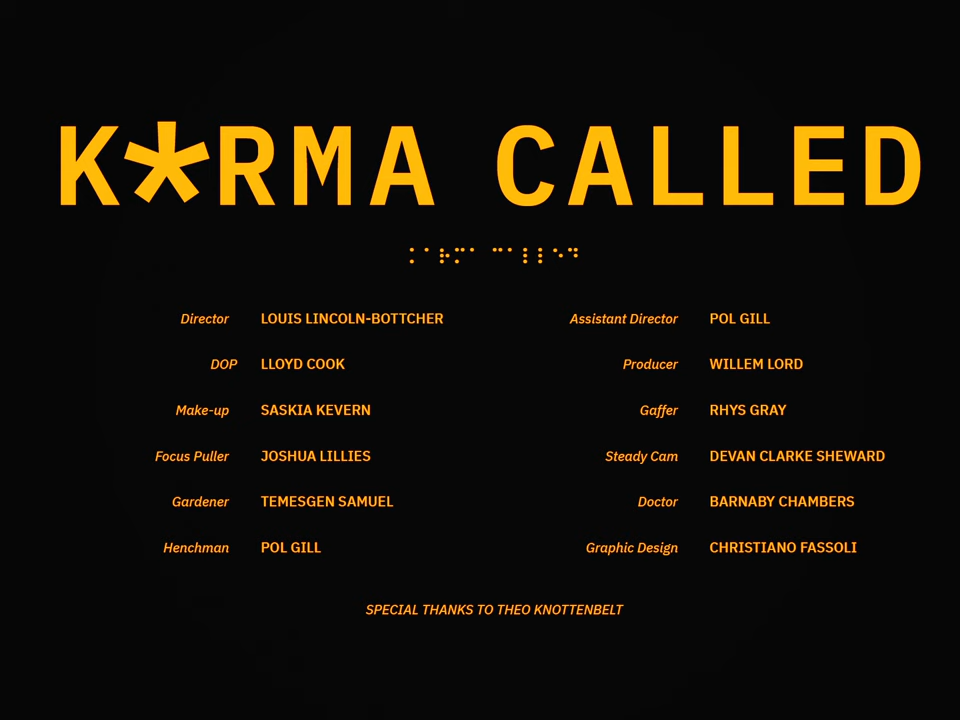 K*RMA CALLED
⠅⠁⠗⠍⠁ ⠉⠁⠇⠇⠑⠙
Director LOUIS LINCOLN-BOTTCHER Assistant Director POL GILL
DOP LLOYD COOK Producer WILLEM LORD
Make-up SASKIA KEVERN Gaffer RHYS GRAY
Focus Puller JOSHUA LILLIES Steady Cam DEVAN CLARKE SHEWARD
Gardener TEMESGEN SAMUEL Doctor BARNABY CHAMBERS
Henchman POL GILL Graphic Design CHRISTIANO FASSOLI
SPECIAL THANKS TO THEO KNOTTENBELT